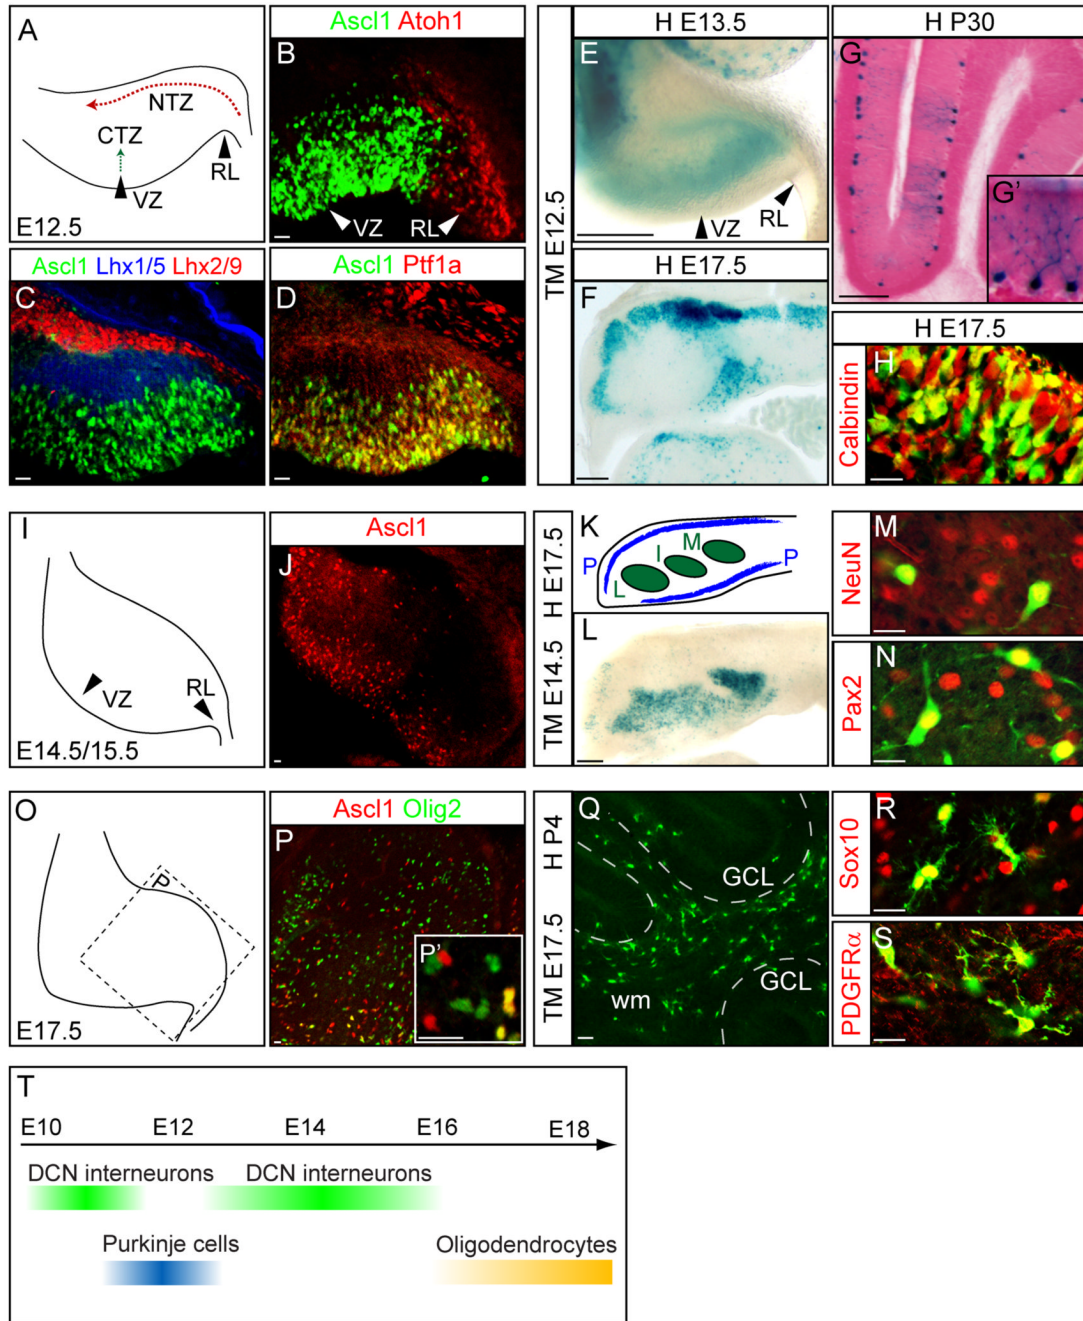 A
NTZ
CTZ
RL
VZ
E12.5
Ascl1 Atoh1
B
VZ
RL
Ascl1 Lhx1/5 Lhx2/9
C
Ascl1 Ptf1a
D
TM E12.5
H E13.5
E
RL
VZ
H E17.5
F
H P30
G
G'
H E17.5
Calbindin
H
I
VZ
RL
E14.5/15.5
Ascl1
J
TM E14.5 H E17.5
K
M
I
P
L
P
L
NeuN
M
Pax2
N
O
P
E17.5
Ascl1 Olig2
P
P'
TM E17.5 H P4
Q
GCL
GCL
wm
Sox10
R
PDGFRα
S
T
E10 E12 E14 E16 E18
DCN interneurons DCN interneurons
Purkinje cells Oligodendrocytes